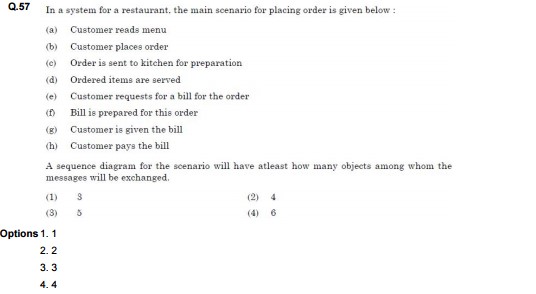 Q.57 In a system for a restaurant, the main scenario for placing order is given below :
(a) Customer reads menu
(b) Customer places order
(c) Order is sent to kitchen for preparation
(d) Ordered items are served
(e) Customer requests for a bill for the order
(f) Bill is prepared for this order
(g) Customer is given the bill
(h) Customer pays the bill
A sequence diagram for the scenario will have atleast how many objects among whom the
messages will be exchanged.
(1) 3 (2) 4
(3) 5 (4) 6
Options 1. 1
2. 2
3. 3
4. 4